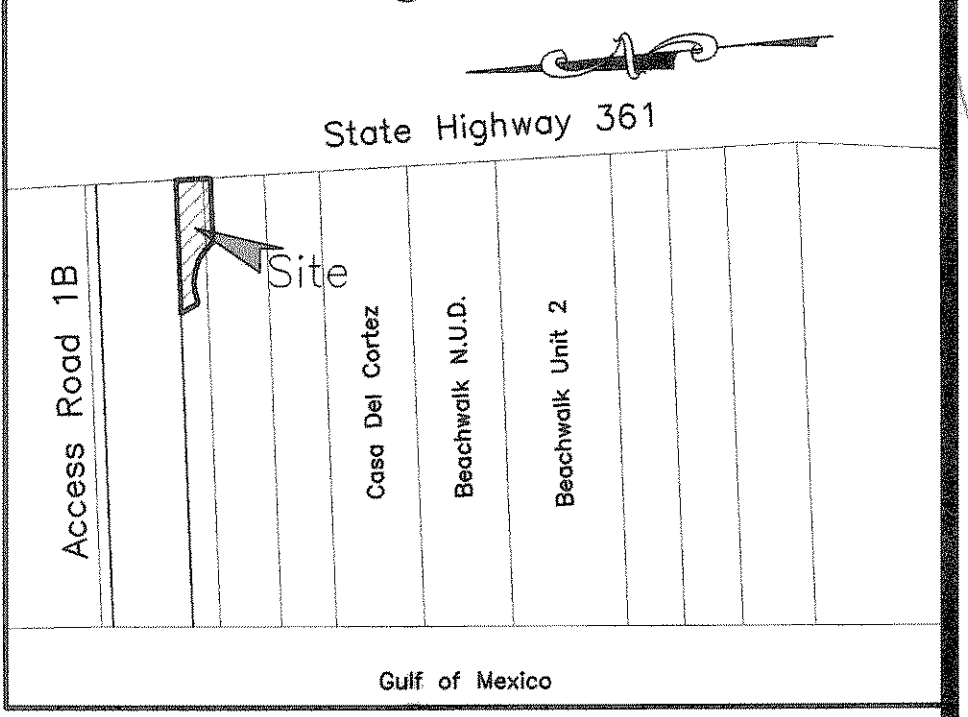 State Highway 361
Site
Access Road 1B
Casa Del Cortez
Beachwalk N.U.D.
Beachwalk Unit 2
Gulf of Mexico